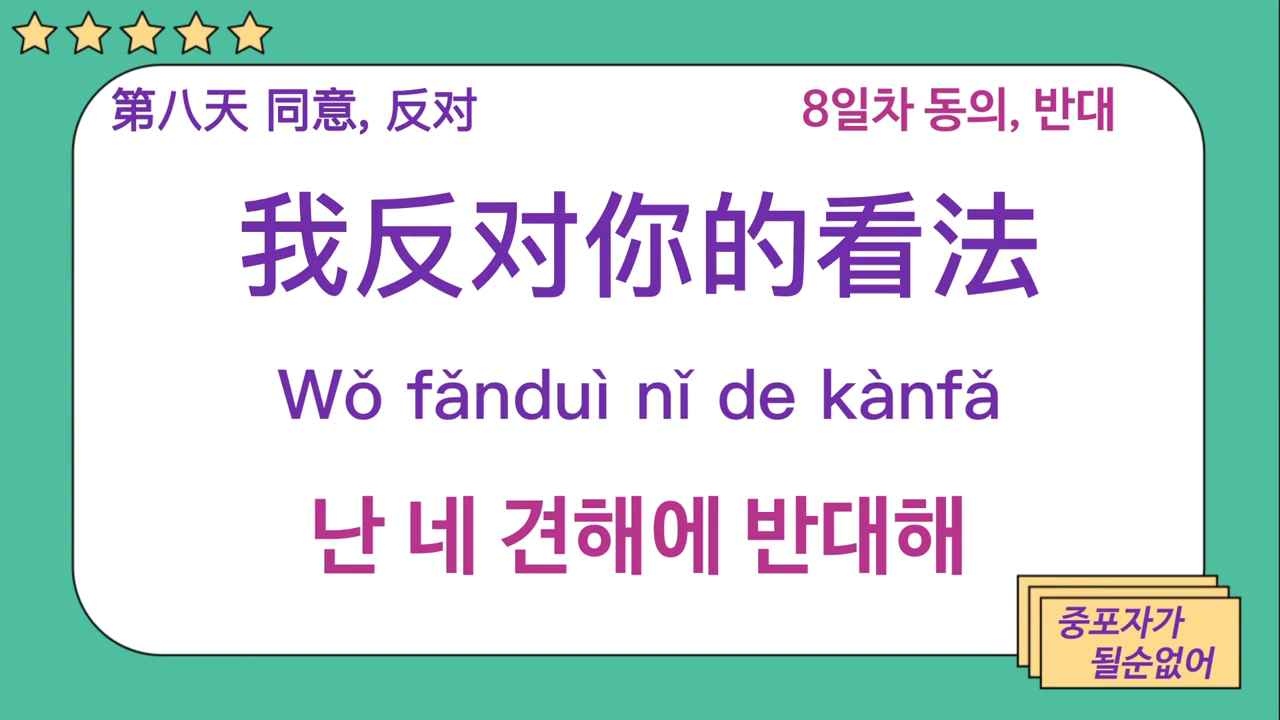 第八天 同意, 反对
8일차 동의, 반대
我反对你的看法
Wǒ fǎnduì nǐ de kànfǎ
난 네 견해에 반대해
중포자가
될순없어